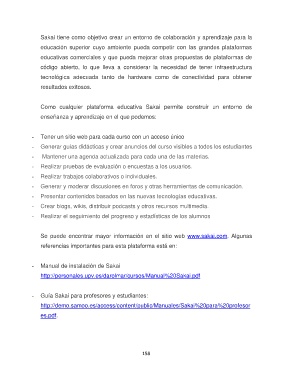 Sakai tiene como objetivo crear un entorno de colaboración y aprendizaje para la
educación superior cuyo ambiente pueda competir con las grandes plataformas
educativas comerciales y que pueda mejorar otras propuestas de plataformas de
código abierto, lo que lleva a considerar la necesidad de tener infraestructura
tecnológica adecuada tanto de hardware como de conectividad para obtener
resultados exitosos.
Como cualquier plataforma educativa Sakai permite construir un entorno de
enseñanza y aprendizaje en el que podemos:
- Tener un sitio web para cada curso con un acceso único
- Generar guías didácticas y crear anuncios del curso visibles a todos los estudiantes
- Mantener una agenda actualizada para cada una de las materias.
- Realizar pruebas de evaluación o encuestas a los usuarios.
- Realizar trabajos colaborativos o individuales.
- Generar y moderar discusiones en foros y otras herramientas de comunicación.
- Presentar contenidos basados en las nuevas tecnologías educativas.
- Crear blogs, wikis, distribuir podcasts y otros recursos multimedia.
- Realizar el seguimiento del progreso y estadísticas de los alumnos
Se puede encontrar mayor información en el sitio web www.sakai.com. Algunas
referencias importantes para esta plataforma está en:
- Manual de instalación de Sakai
http://personales.upv.es/darolmar/cursos/Manual%20Sakai.pdf
- Guía Sakai para profesores y estudiantes:
http://demo.samoo.es/access/content/public/Manuales/Sakai%20para%20profesor
es.pdf.
158